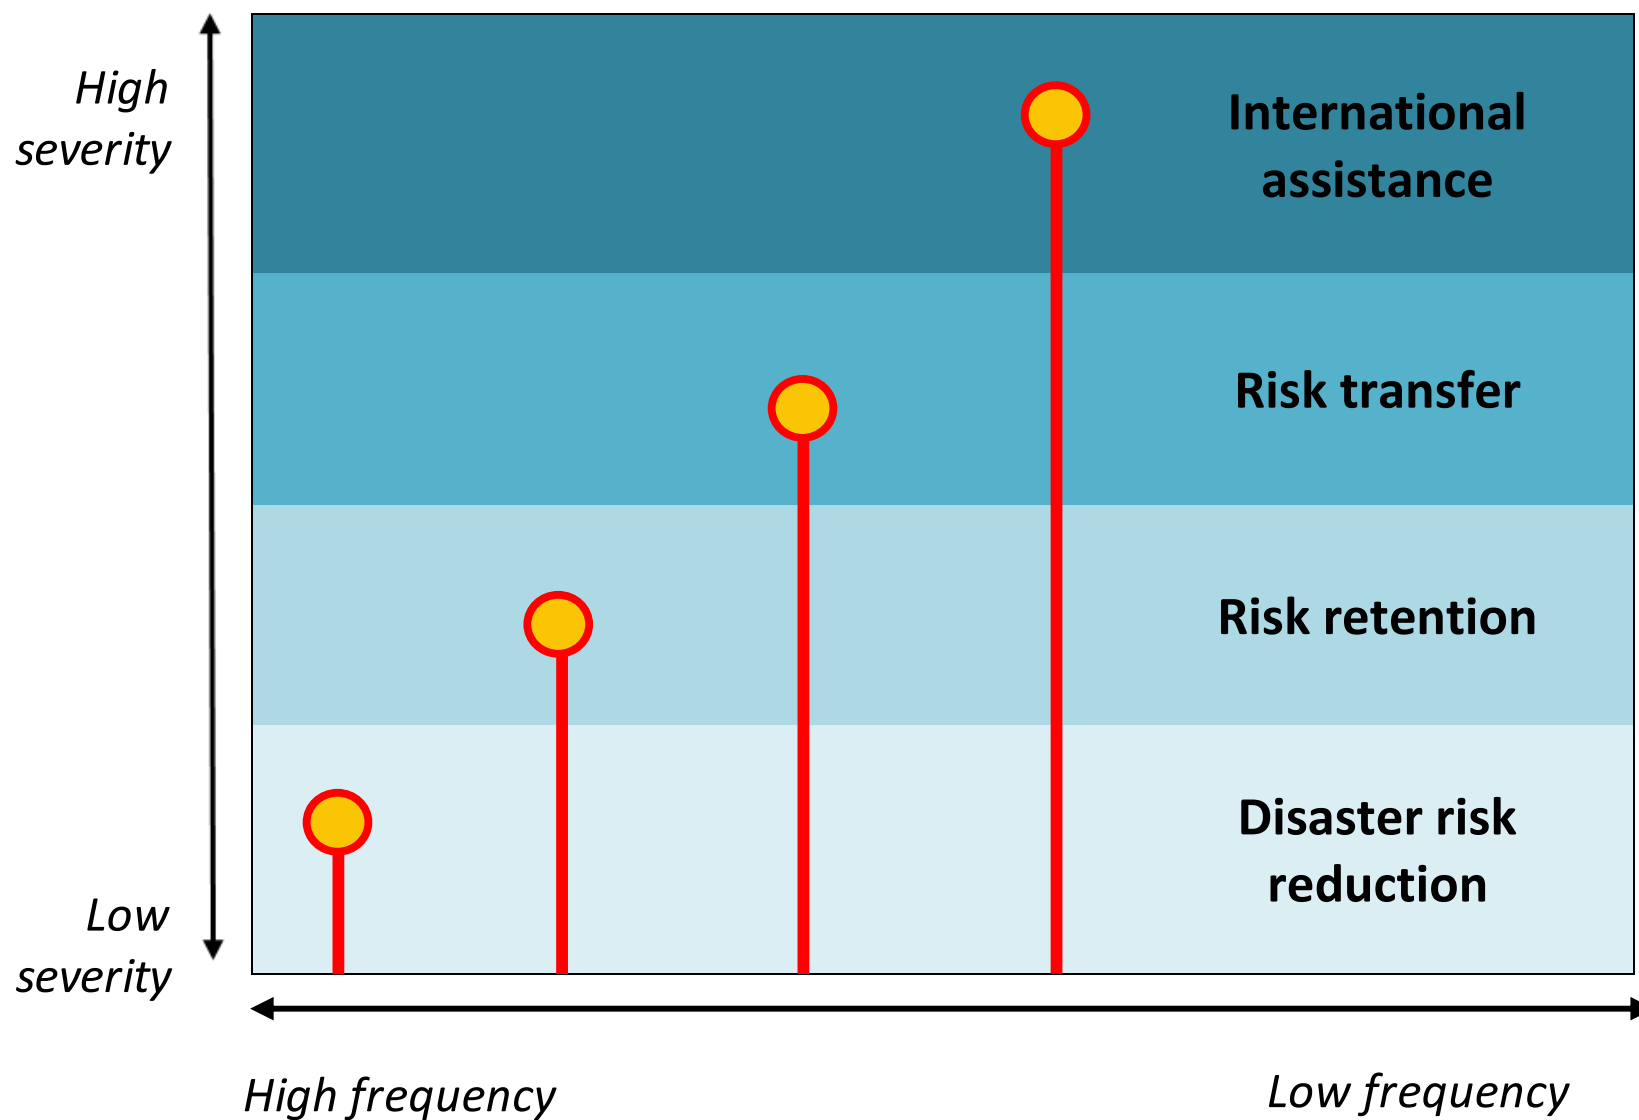 High
severity
International
assistance
Risk transfer
Risk retention
Disaster risk
reduction
Low
severity
High frequency
Low frequency